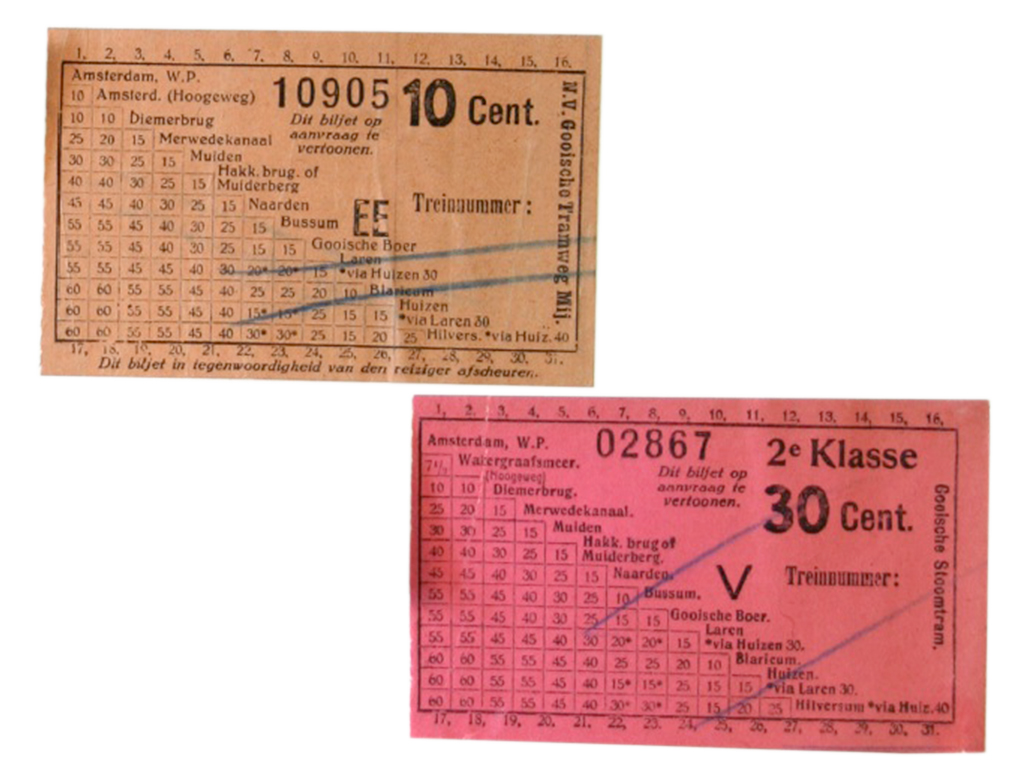 1, 2, 3, 4, 5, 6, 7, 8, 9, 10, 11, 12, 13, 14, 15, 16,
Amsterdam, W.P.
10 Amsterd. (Hoogeweg)
10905
10 Cent.
Dit biljet op
aanvraag te
vertoonen.
10 10 Diemerbrug
25 20 15 Merwedekanaal
30 30 25 15 Muiden
Hakk. brug. of
40 40 30 25 15 Muiderberg
45 45 40 30 25 15 Naarden
EE
Treinnummer:
55 55 45 40 30 25 15 Bussum
55 55 45 40 30 25 15 15 Gooische Boer
Laren
55 55 45 45 40 30 20* 20* 15 *via Huizen 30
60 60 55 55 45 40 25 25 20 10 Blaricum
Huizen
60 60 55 55 45 40 15* 15* 25 15 15 *via Laren 30
60 60 55 55 45 40 30* 30* 25 15 20 25 Hilvers. *via Huiz. 40
N.V. Gooische Tramweg Mij.
17, 18, 19, 20, 21, 22, 23, 24, 25, 26, 27, 28, 29, 30, 31.
Dit biljet in tegenwoordigheid van den reiziger afscheuren.
1, 2, 3, 4, 5, 6, 7, 8, 9, 10, 11, 12, 13, 14, 15, 16,
Amsterdam, W.P.
7½ Watergraafsmeer.
(Hoogeweg)
02867
2e Klasse
30 Cent.
Dit biljet op
aanvraag te
vertoonen.
10 10 Diemerbrug.
25 20 15 Merwedekanaal.
30 30 25 15 Muiden
Hakk. brug of
40 40 30 25 15 Muiderberg.
45 45 40 30 25 15 Naarden.
V
Treinnummer:
55 55 45 40 30 25 10 Bussum.
55 55 45 40 30 25 15 15 Gooische Boer.
Laren
55 55 45 45 40 30 20* 20* 15 *via Huizen 30.
60 60 55 55 45 40 25 25 20 10 Blaricum.
Huizen.
60 60 55 55 45 40 15* 15* 25 15 15 *via Laren 30.
60 60 55 55 45 40 30* 30* 25 15 20 25 Hilversum *via Huiz. 40
Gooische Stoomtram.
17, 18, 19, 20, 21, 22, 23, 24, 25, 26, 27, 28, 29, 30, 31.